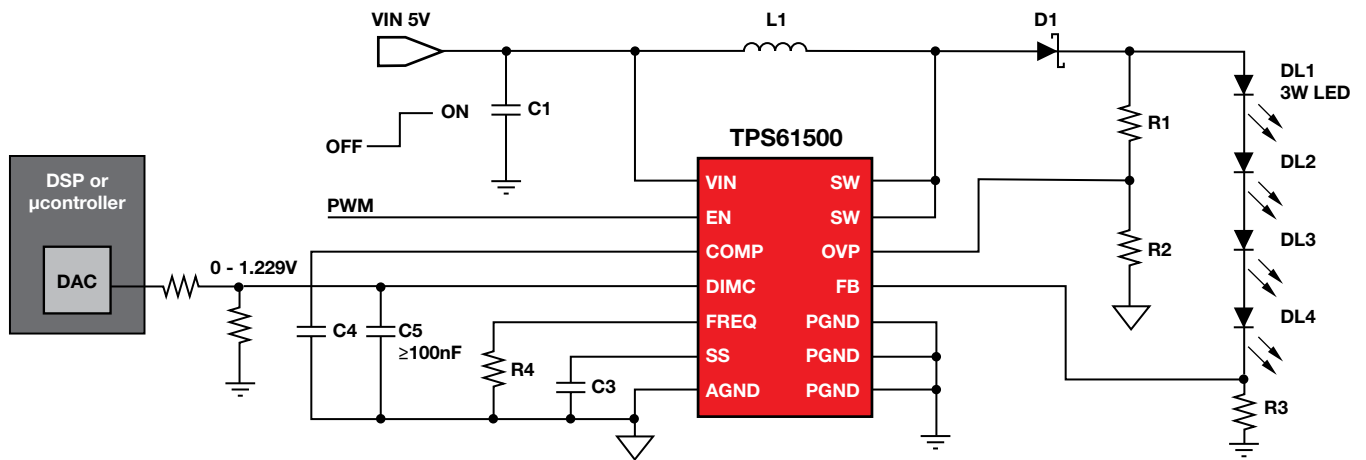 VIN 5V
L1
D1
C1
ON
OFF
DL1
3W LED
R1
TPS61500
DSP or
µcontroller
DAC
VIN
SW
DL2
PWM
EN
SW
0 - 1.229V
COMP
OVP
R2
DL3
DIMC
FB
C4
C5
≥100nF
FREQ
PGND
DL4
R4
SS
PGND
C3
AGND
PGND
R3